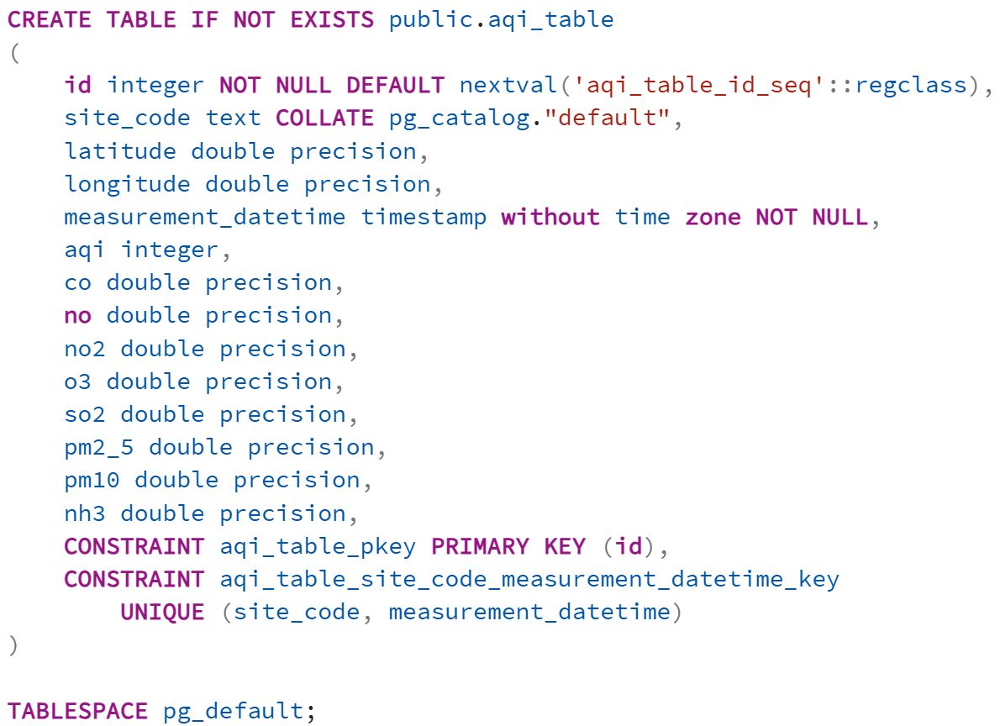 CREATE TABLE IF NOT EXISTS public.aqi_table
(
    id integer NOT NULL DEFAULT nextval('aqi_table_id_seq'::regclass),
    site_code text COLLATE pg_catalog."default",
    latitude double precision,
    longitude double precision,
    measurement_datetime timestamp without time zone NOT NULL,
    aqi integer,
    co double precision,
    no double precision,
    no2 double precision,
    o3 double precision,
    so2 double precision,
    pm2_5 double precision,
    pm10 double precision,
    nh3 double precision,
    CONSTRAINT aqi_table_pkey PRIMARY KEY (id),
    CONSTRAINT aqi_table_site_code_measurement_datetime_key
        UNIQUE (site_code, measurement_datetime)
)

TABLESPACE pg_default;